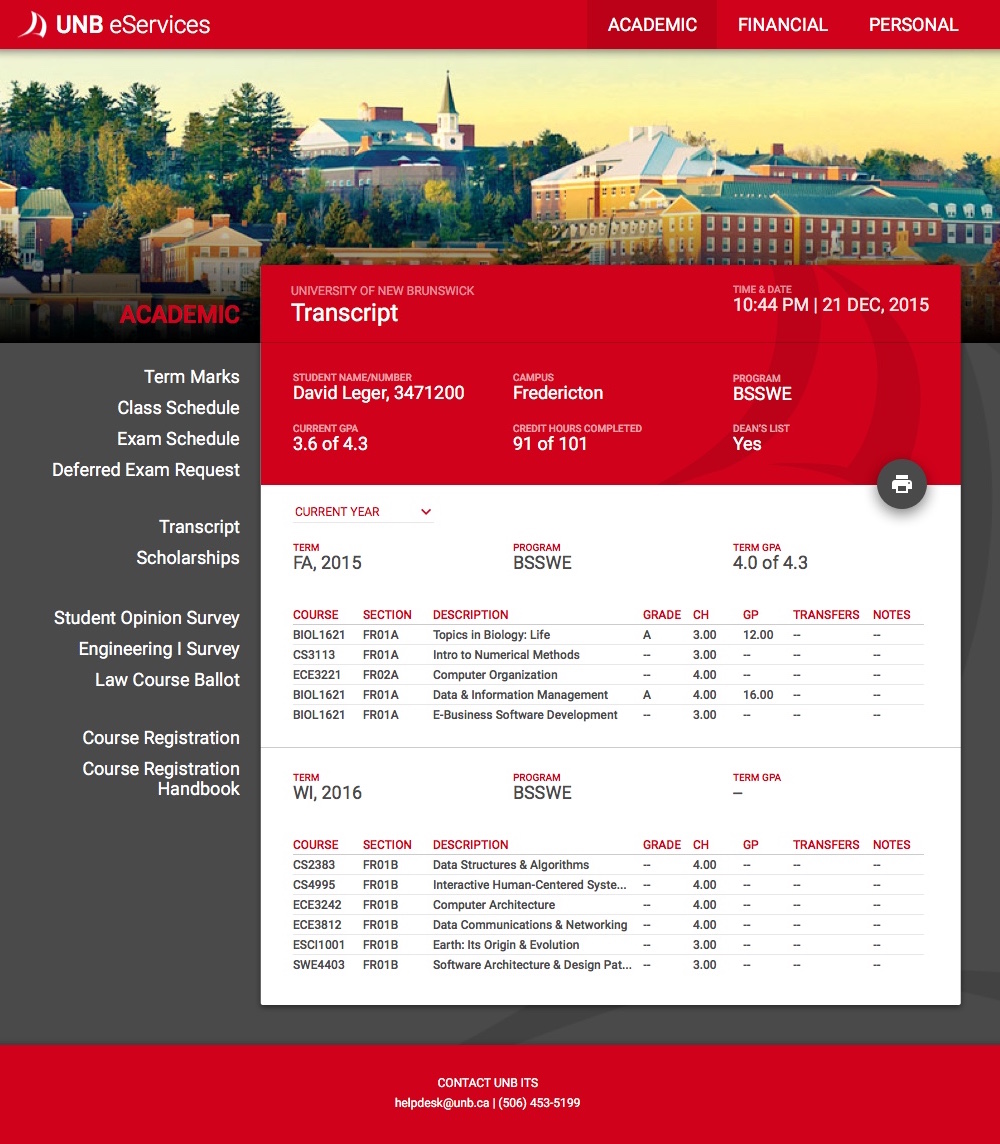 UNB eServices
ACADEMIC FINANCIAL PERSONAL
ACADEMIC
Term Marks
Class Schedule
Exam Schedule
Deferred Exam Request
Transcript
Scholarships
Student Opinion Survey
Engineering I Survey
Law Course Ballot
Course Registration
Course Registration
Handbook
UNIVERSITY OF NEW BRUNSWICK
Transcript
TIME & DATE
10:44 PM | 21 DEC, 2015
STUDENT NAME/NUMBER CAMPUS PROGRAM
David Leger, 3471200 Fredericton BSSWE
CURRENT GPA CREDIT HOURS COMPLETED DEAN'S LIST
3.6 of 4.3 91 of 101 Yes
CURRENT YEAR
TERM PROGRAM TERM GPA
FA, 2015 BSSWE 4.0 of 4.3
COURSE SECTION DESCRIPTION GRADE CH GP TRANSFERS NOTES
BIOL1621 FR01A Topics in Biology: Life A 3.00 12.00 -- --
CS3113 FR01A Intro to Numerical Methods -- 3.00 -- -- --
ECE3221 FR02A Computer Organization -- 4.00 -- -- --
BIOL1621 FR01A Data & Information Management A 4.00 16.00 -- --
BIOL1621 FR01A E-Business Software Development -- 3.00 -- -- --
TERM PROGRAM TERM GPA
WI, 2016 BSSWE --
COURSE SECTION DESCRIPTION GRADE CH GP TRANSFERS NOTES
CS2383 FR01B Data Structures & Algorithms -- 4.00 -- -- --
CS4995 FR01B Interactive Human-Centered Syste... -- 4.00 -- -- --
ECE3242 FR01B Computer Architecture -- 4.00 -- -- --
ECE3812 FR01B Data Communications & Networking -- 4.00 -- -- --
ESCI1001 FR01B Earth: Its Origin & Evolution -- 3.00 -- -- --
SWE4403 FR01B Software Architecture & Design Pat... -- 3.00 -- -- --
CONTACT UNB ITS
helpdesk@unb.ca | (506) 453-5199